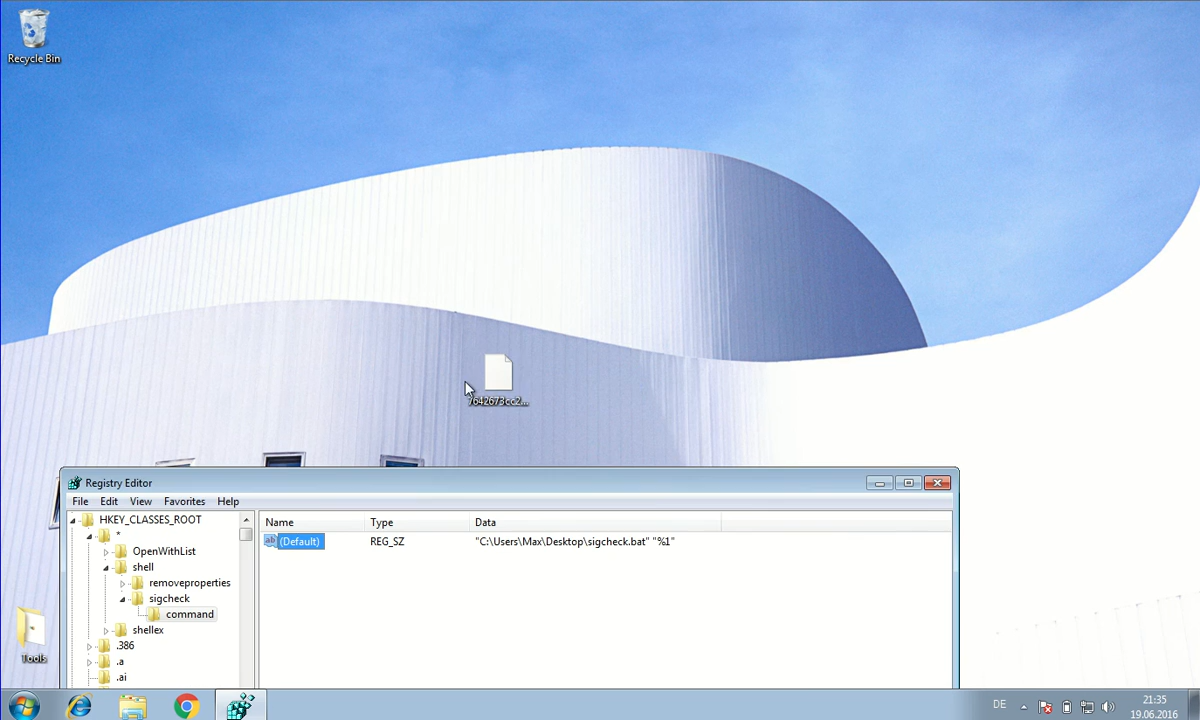 Recycle Bin
7642673cc2...
Registry Editor
File Edit View Favorites Help
HKEY_CLASSES_ROOT
*
OpenWithList
shell
removeproperties
sigcheck
command
shellex
.386
.a
.ai
Name Type Data
ab (Default) REG_SZ "C:\Users\Max\Desktop\sigcheck.bat" "%1"
Tools
DE
21:35
19.06.2016